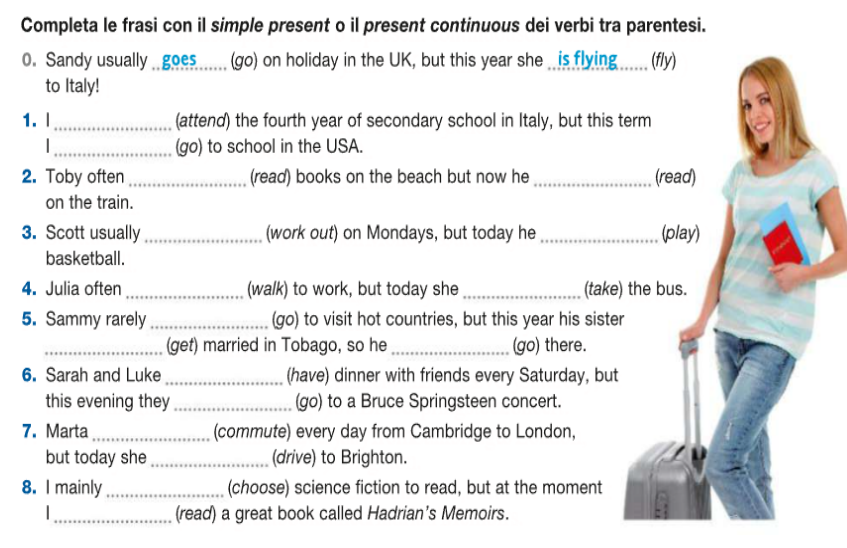 Completa le frasi con il simple present o il present continuous dei verbi tra parentesi.
0. Sandy usually ..goes...... (go) on holiday in the UK, but this year she ..is flying...... (fly)
to Italy!
1. I ........................ (attend) the fourth year of secondary school in Italy, but this term
I ........................ (go) to school in the USA.
2. Toby often ........................ (read) books on the beach but now he ........................ (read)
on the train.
3. Scott usually ........................ (work out) on Mondays, but today he ........................ (play)
basketball.
4. Julia often ........................ (walk) to work, but today she ........................ (take) the bus.
5. Sammy rarely ........................ (go) to visit hot countries, but this year his sister
........................ (get) married in Tobago, so he ........................ (go) there.
6. Sarah and Luke ........................ (have) dinner with friends every Saturday, but
this evening they ........................ (go) to a Bruce Springsteen concert.
7. Marta ........................ (commute) every day from Cambridge to London,
but today she ........................ (drive) to Brighton.
8. I mainly ........................ (choose) science fiction to read, but at the moment
I ........................ (read) a great book called Hadrian's Memoirs.